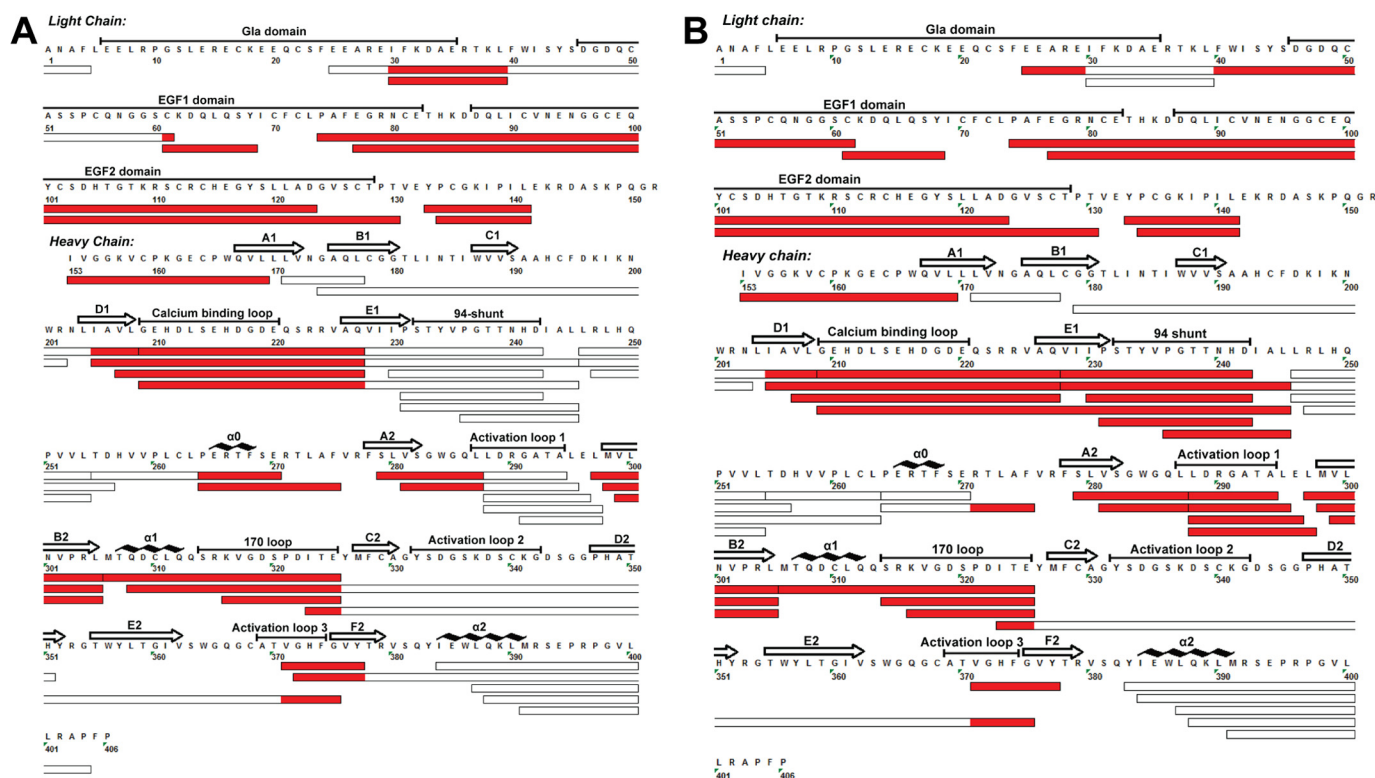 A
Light Chain:
Gla domain
A N A F L E E L R P G S L E R E C K E E Q C S F E E A R E I F K D A E R T K L F W I S Y S D G D Q C
1 10 20 30 40 50
EGF1 domain
A S S P C Q N G G S C K D Q L Q S Y I C F C L P A F E G R N C E T H K D D Q L I C V N E N G G C E Q
51 60 70 80 90 100
EGF2 domain
Y C S D H T G T K R S C R C H E G Y S L L A D G V S C T P T V E Y P C G K I P I L E K R D A S K P Q G R
101 110 120 130 140 150
Heavy Chain:
A1 B1 C1
I V G G K V C P K G E C P W Q V L L L V N G A Q L C G G T L I N T I W V V S A A H C F D K I K N
153 160 170 180 190 200
D1 Calcium binding loop E1 94-shunt
W R N L I A V L G E H D L S E H D G D E Q S R R V A Q V I I P S T Y V P G T T N H D I A L L R L H Q
201 210 220 230 240 250
α0 A2 Activation loop 1
P V V L T D H V V P L C L P E R T F S E R T L A F V R F S L V S G W G Q L L D R G A T A L E L M V L
251 260 270 280 290 300
B2 α1 170 loop C2 Activation loop 2 D2
N V P R L M T Q D C L Q Q S R K V G D S P D I T E Y M F C A G Y S D G S K D S C K G D S G G P H A T
301 310 320 330 340 350
E2 Activation loop 3 F2 α2
H Y R G T W Y L T G I V S W G Q G C A T V G H F G V Y T R V S Q Y I E W L Q K L M R S E P R P G V L
351 360 370 380 390 400
L R A P F P
401 406
B
Light chain:
Gla domain
A N A F L E E L R P G S L E R E C K E E Q C S F E E A R E I F K D A E R T K L F W I S Y S D G D Q C
1 10 20 30 40 50
EGF1 domain
A S S P C Q N G G S C K D Q L Q S Y I C F C L P A F E G R N C E T H K D D Q L I C V N E N G G C E Q
51 60 70 80 90 100
EGF2 domain
Y C S D H T G T K R S C R C H E G Y S L L A D G V S C T P T V E Y P C G K I P I L E K R D A S K P Q G R
101 110 120 130 140 150
Heavy chain:
A1 B1 C1
I V G G K V C P K G E C P W Q V L L L V N G A Q L C G G T L I N T I W V V S A A H C F D K I K N
153 160 170 180 190 200
D1 Calcium binding loop E1 94 shunt
W R N L I A V L G E H D L S E H D G D E Q S R R V A Q V I I P S T Y V P G T T N H D I A L L R L H Q
201 210 220 230 240 250
α0 A2 Activation loop 1
P V V L T D H V V P L C L P E R T F S E R T L A F V R F S L V S G W G Q L L D R G A T A L E L M V L
251 260 270 280 290 300
B2 α1 170 loop C2 Activation loop 2 D2
N V P R L M T Q D C L Q Q S R K V G D S P D I T E Y M F C A G Y S D G S K D S C K G D S G G P H A T
301 310 320 330 340 350
E2 Activation loop 3 F2 α2
H Y R G T W Y L T G I V S W G Q G C A T V G H F G V Y T R V S Q Y I E W L Q K L M R S E P R P G V L
351 360 370 380 390 400
L R A P F P
401 406